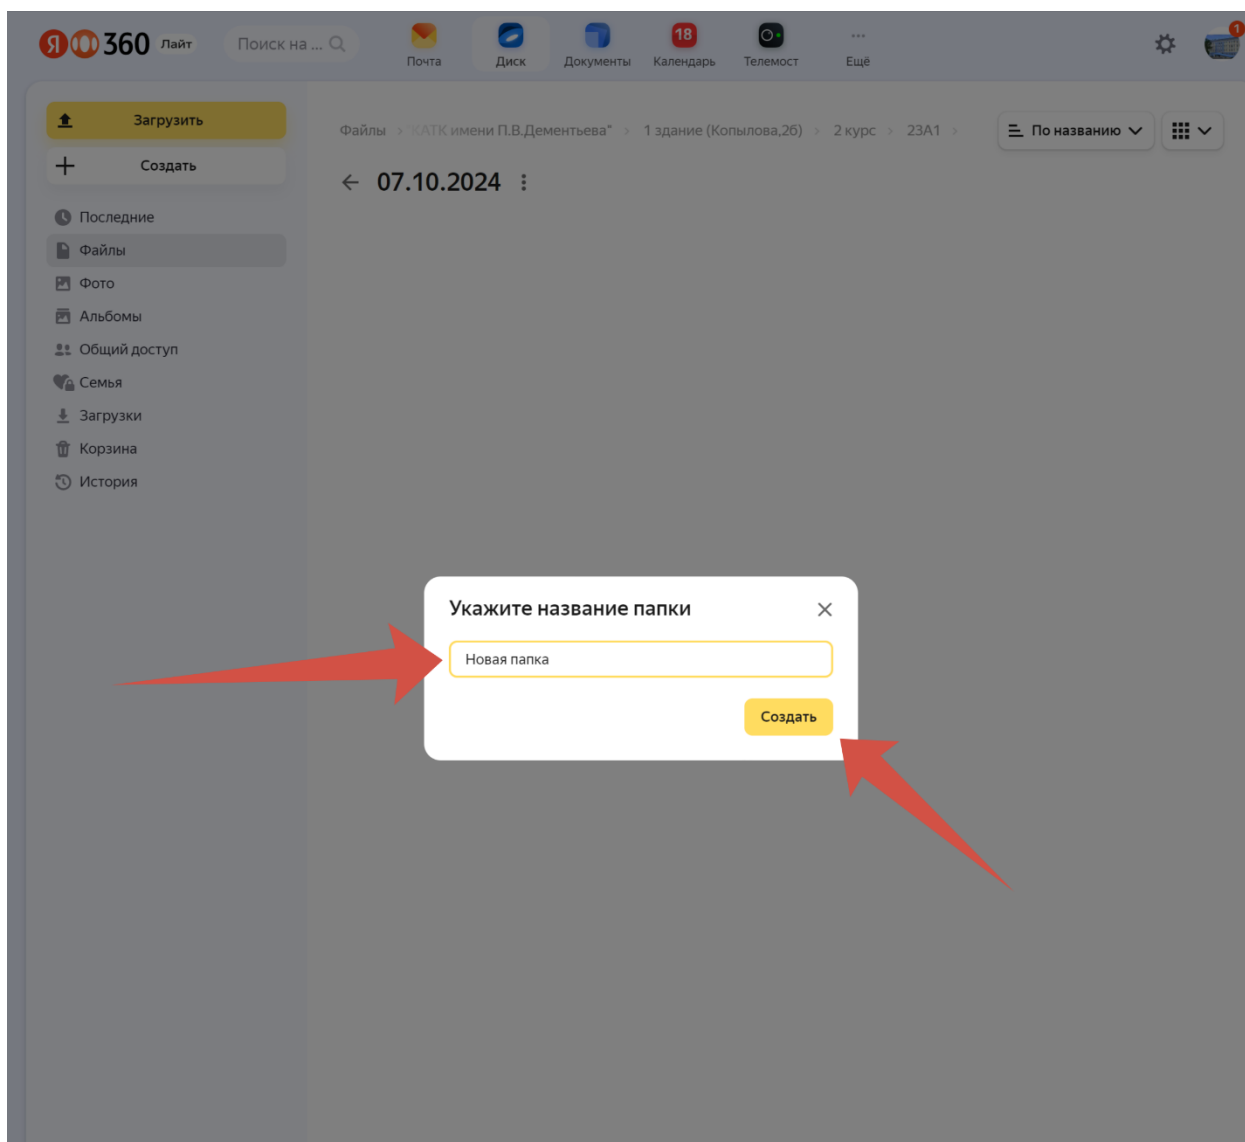 Я 360 Лайт
Поиск на ...
Почта
Диск
Документы
18
Календарь
Телемост
Ещё
1
Загрузить
Создать
Последние
Файлы
Фото
Альбомы
Общий доступ
Семья
Загрузки
Корзина
История
Файлы > КАТК имени П.В.Дементьева" > 1 здание (Копылова,2б) > 2 курс > 23А1 >
По названию
← 07.10.2024
Укажите название папки
Новая папка
Создать